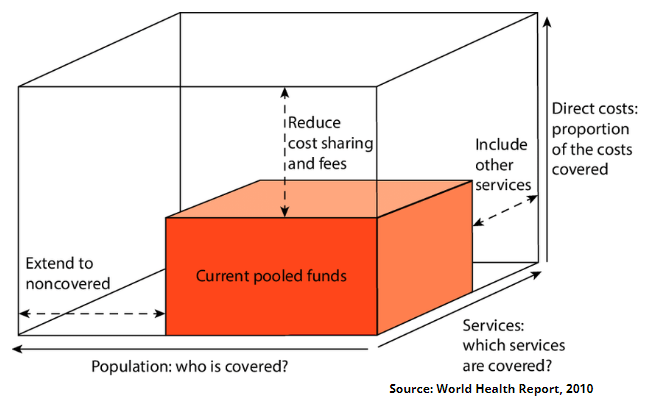 Direct costs:
proportion
of the costs
covered
Reduce
cost sharing
and fees
Include
other
services
Extend to
noncovered
Current pooled funds
Services:
which services
are covered?
Population: who is covered?
Source: World Health Report, 2010